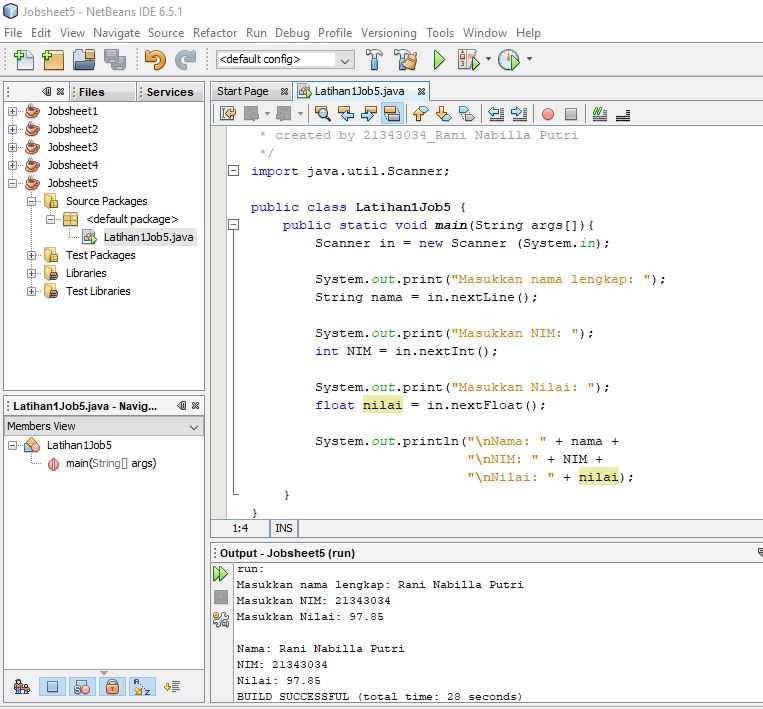 Jobsheet5 - NetBeans IDE 6.5.1
File Edit View Navigate Source Refactor Run Debug Profile Versioning Tools Window Help
<default config>
Files Services
Jobsheet1
Jobsheet2
Jobsheet3
Jobsheet4
Jobsheet5
Source Packages
<default package>
Latihan1Job5.java
Test Packages
Libraries
Test Libraries
Latihan1Job5.java - Navig...
Members View
Latihan1Job5
main(String[] args)
Start Page Latihan1Job5.java
* created by 21343034_Rani Nabilla Putri
*/
import java.util.Scanner;
public class Latihan1Job5 {
public static void main(String args[]){
Scanner in = new Scanner (System.in);
System.out.print("Masukkan nama lengkap: ");
String nama = in.nextLine();
System.out.print("Masukkan NIM: ");
int NIM = in.nextInt();
System.out.print("Masukkan Nilai: ");
float nilai = in.nextFloat();
System.out.println("\nNama: " + nama +
"\nNIM: " + NIM +
"\nNilai: " + nilai);
}
}
1:4 INS
Output - Jobsheet5 (run)
run:
Masukkan nama lengkap: Rani Nabilla Putri
Masukkan NIM: 21343034
Masukkan Nilai: 97.85
Nama: Rani Nabilla Putri
NIM: 21343034
Nilai: 97.85
BUILD SUCCESSFUL (total time: 28 seconds)